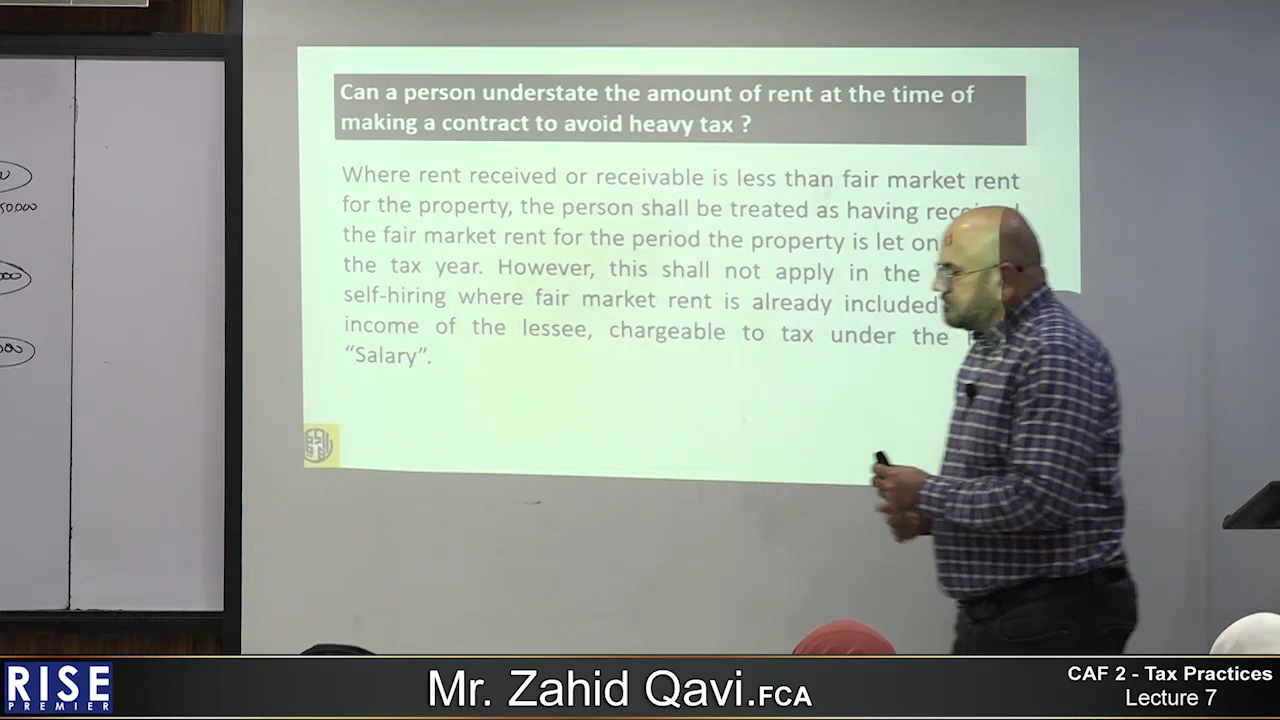 Can a person understate the amount of rent at the time of
making a contract to avoid heavy tax ?
Where rent received or receivable is less than fair market rent
for the property, the person shall be treated as having
the fair market rent for the period the property is let on
the tax year. However, this shall not apply in the
self-hiring where fair market rent is already included
income of the lessee, chargeable to tax under the
“Salary”.
RISE
PREMIER
Mr. Zahid Qavi.FCA
CAF 2 - Tax Practices
Lecture 7